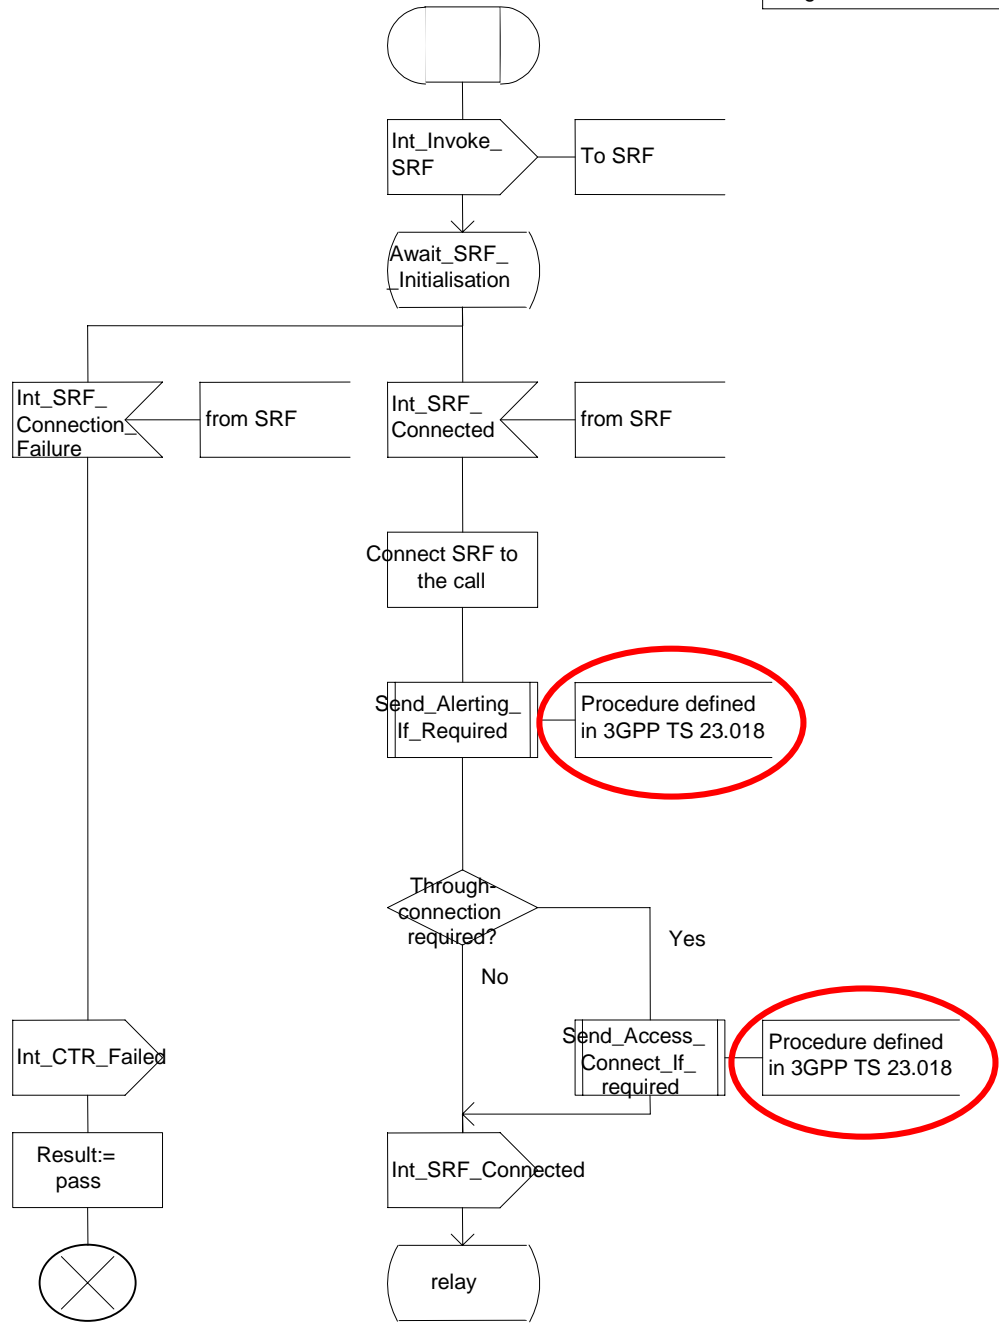 Int_Invoke_
SRF
To SRF
Await_SRF_
_Initialisation
Int_SRF_
Connection_
Failure
from SRF
Int_SRF_
Connected
from SRF
Connect SRF to
the call
Send_Alerting_
If_Required
Procedure defined
in 3GPP TS 23.018
Through-
connection
required?
Yes
No
Int_CTR_Failed
Send_Access_
Connect_If_
required
Procedure defined
in 3GPP TS 23.018
Result:=
pass
Int_SRF_Connected
relay